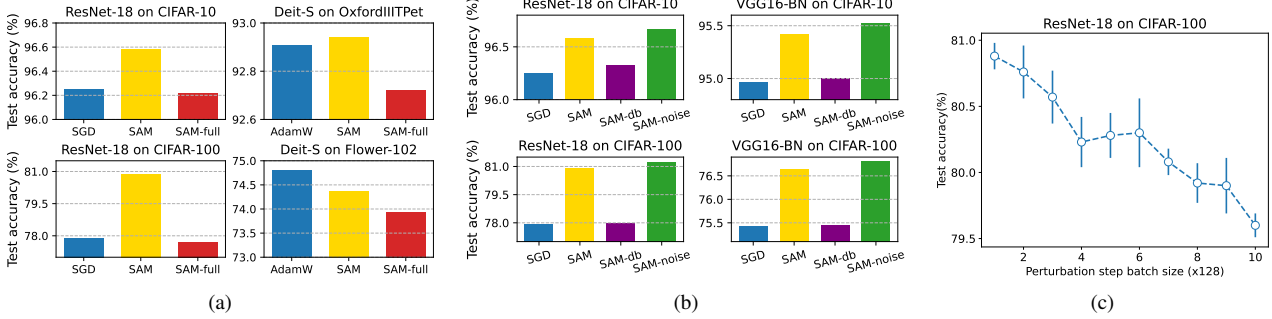 ResNet-18 on CIFAR-10
Test accuracy (%)
96.8
96.6
96.4
96.2
96.0
SGD SAM SAM-full
Deit-S on OxfordIIITPet
93.0
92.8
92.6
AdamW SAM SAM-full
ResNet-18 on CIFAR-100
Test accuracy (%)
81.0
79.5
78.0
SGD SAM SAM-full
Deit-S on Flower-102
75.0
74.5
74.0
73.5
73.0
AdamW SAM SAM-full
(a)
ResNet-18 on CIFAR-10
Test accuracy (%)
96.5
96.0
SGD SAM SAM-db SAM-noise
VGG16-BN on CIFAR-10
95.5
95.0
SGD SAM SAM-db SAM-noise
ResNet-18 on CIFAR-100
Test accuracy (%)
81.0
79.5
78.0
SGD SAM SAM-db SAM-noise
VGG16-BN on CIFAR-100
76.5
76.0
75.5
SGD SAM SAM-db SAM-noise
(b)
ResNet-18 on CIFAR-100
Test accuracy(%)
81.0
80.5
80.0
79.5
2 4 6 8 10
Perturbation step batch size (x128)
(c)